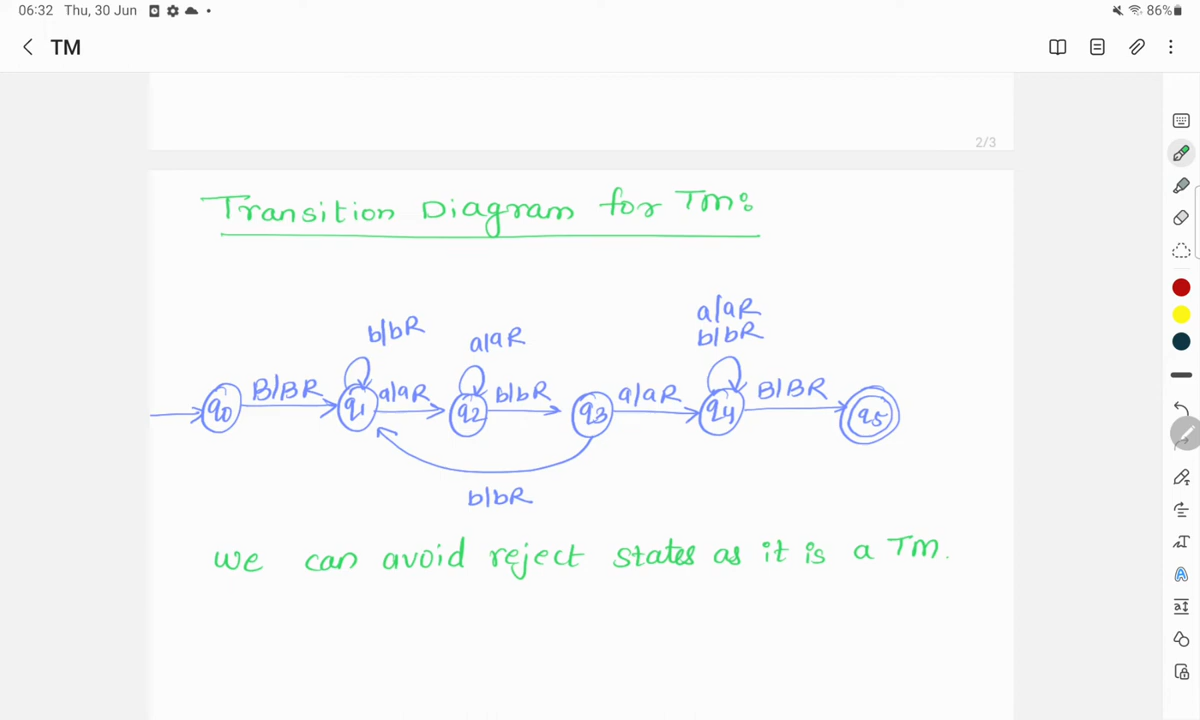 06:32 Thu, 30 Jun
86%
TM
2/3
Transition Diagram for TM:
a/aR
b/bR
b/bR
a/aR
B/BR
a/aR
b/bR
a/aR
B/BR
q0
q1
q2
q3
q4
q5
b/bR
we can avoid reject states as it is a TM.